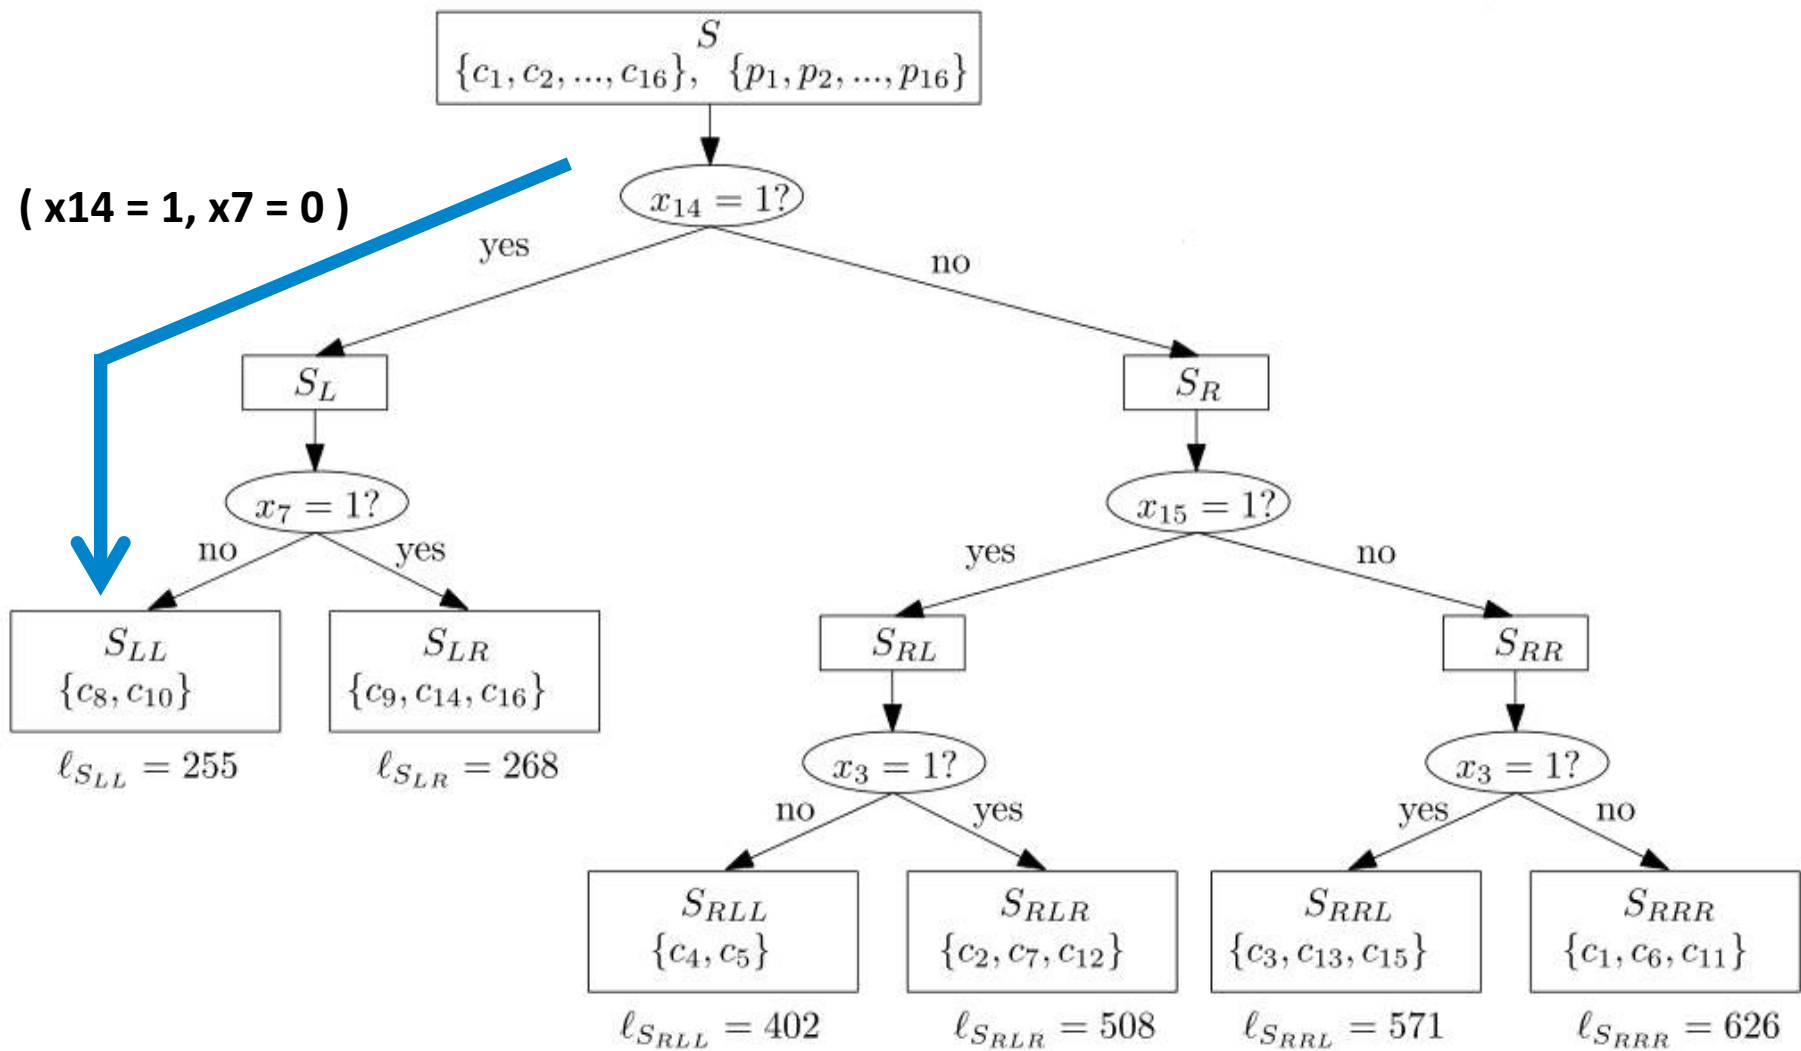 S
{c1, c2, ..., c16}, {p1, p2, ..., p16}
( x14 = 1, x7 = 0 )
x14 = 1?
yes
no
SL
SR
x7 = 1?
x15 = 1?
no
yes
yes
no
SLL
{c8, c10}
SLR
{c9, c14, c16}
SRL
SRR
ℓSLL = 255
ℓSLR = 268
x3 = 1?
x3 = 1?
no
yes
yes
no
SRLL
{c4, c5}
SRLR
{c2, c7, c12}
SRRL
{c3, c13, c15}
SRRR
{c1, c6, c11}
ℓSRLL = 402
ℓSRLR = 508
ℓSRRL = 571
ℓSRRR = 626